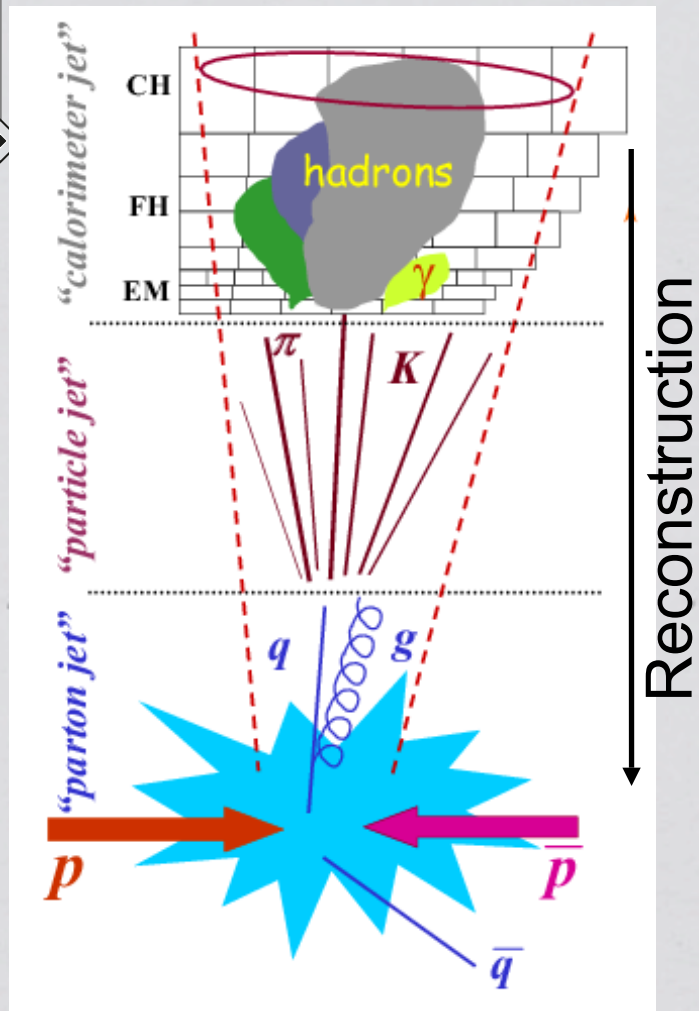 “calorimeter jet”
CH
hadrons
FH
EM
γ
“particle jet”
π
K
Reconstruction
“parton jet”
q
g
p
p̅
q̅